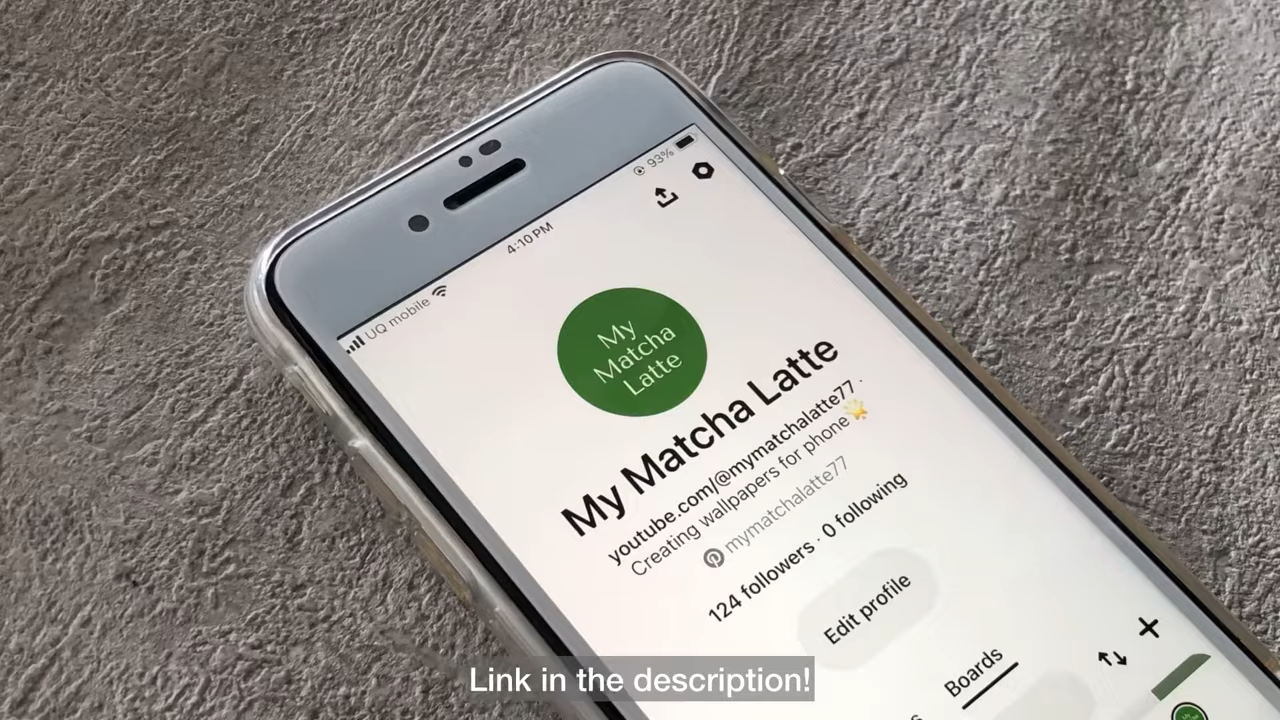 UQ mobile
4:10 PM
93%
My
Matcha
Latte
My Matcha Latte
youtube.com/@mymatchalatte77 ·
Creating wallpapers for phone🌟
mymatchalatte77
124 followers · 0 following
Edit profile
Boards
Link in the description!